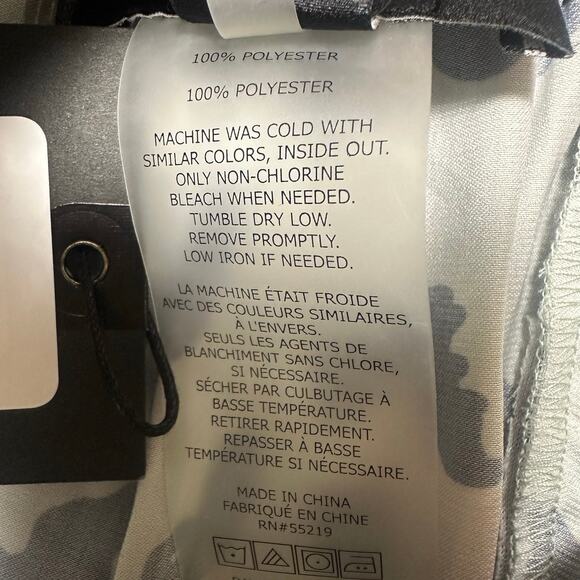 100% POLYESTER
100% POLYESTER
MACHINE WAS COLD WITH
SIMILAR COLORS, INSIDE OUT.
ONLY NON-CHLORINE
BLEACH WHEN NEEDED.
TUMBLE DRY LOW.
REMOVE PROMPTLY.
LOW IRON IF NEEDED.
LA MACHINE ÉTAIT FROIDE
AVEC DES COULEURS SIMILAIRES,
À L'ENVERS.
SEULS LES AGENTS DE
BLANCHIMENT SANS CHLORE,
SI NÉCESSAIRE.
SÉCHER PAR CULBUTAGE À
BASSE TEMPÉRATURE.
RETIRER RAPIDEMENT.
REPASSER À BASSE
TEMPÉRATURE SI NÉCESSAIRE.
MADE IN CHINA
FABRIQUÉ EN CHINE
RN#55219